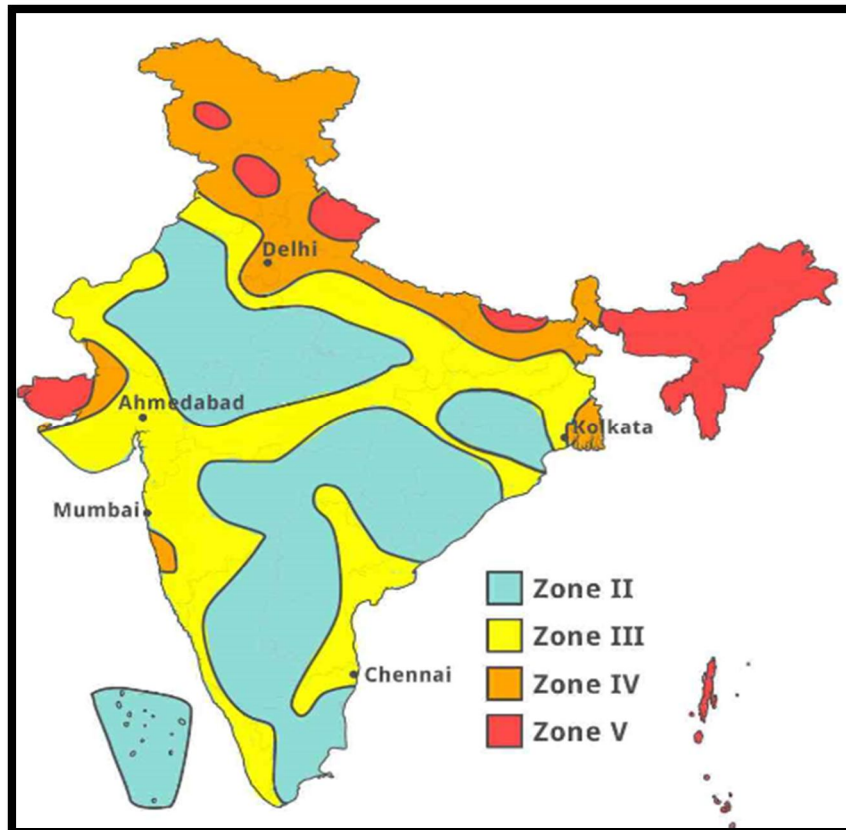 Delhi
Ahmedabad
Kolkata
Mumbai
Zone II
Zone III
Chennai
Zone IV
Zone V